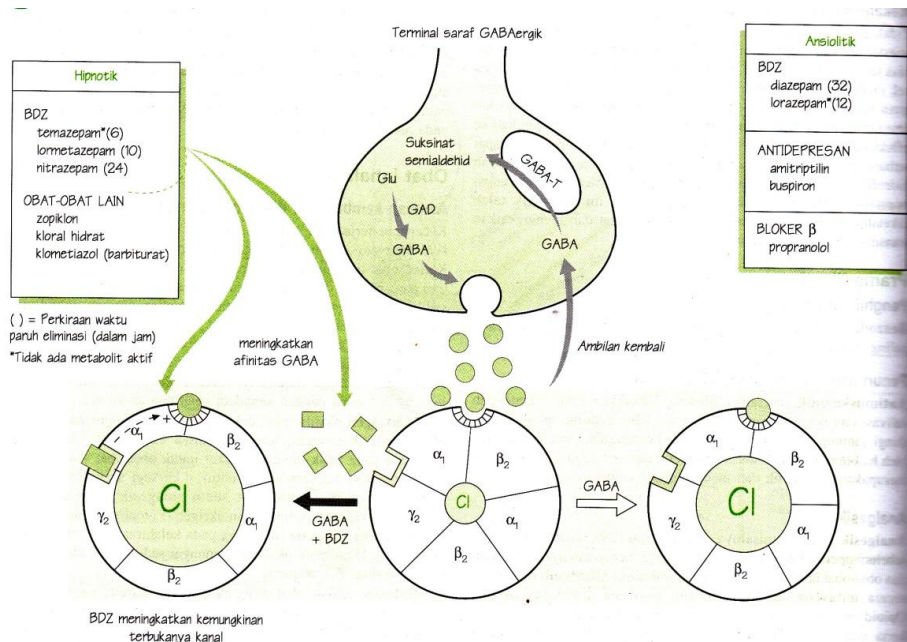 Terminal saraf GABAergik
Hipnotik
BDZ
temazepam*(6)
lormetazepam (10)
nitrazepam (24)
OBAT-OBAT LAIN
zopiklon
kloral hidrat
klometiazol (barbiturat)
( ) = Perkiraan waktu
paruh eliminasi (dalam jam)
*Tidak ada metabolit aktif
Suksinat
semialdehid
GABA-T
Glu
GAD
GABA
GABA
Ansiolitik
BDZ
diazepam (32)
lorazepam*(12)
ANTIDEPRESAN
amitriptilin
buspiron
BLOKER β
propranolol
meningkatkan
afinitas GABA
Ambilan kembali
+
α1
β2
γ2
Cl
α1
β2
GABA
+ BDZ
α1
β2
γ2
Cl
α1
β2
GABA
α1
β2
γ2
Cl
α1
β2
BDZ meningkatkan kemungkinan
terbukanya kanal